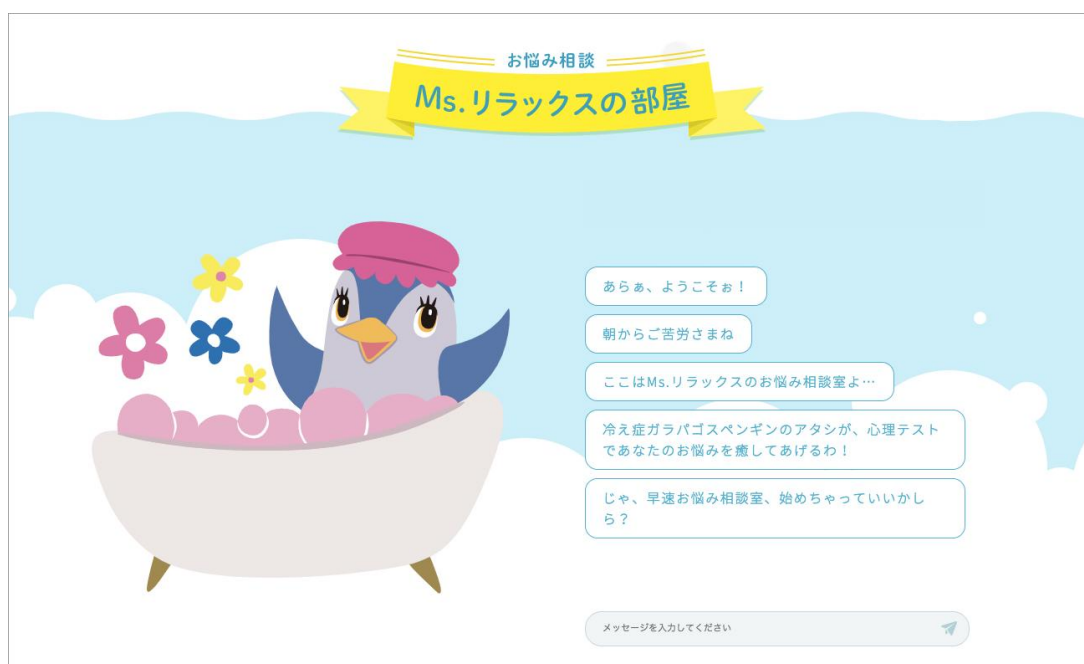 お悩み相談
Ms.リラックスの部屋
あらぁ、ようこそぉ！
朝からご苦労さまね
ここはMs.リラックスのお悩み相談室よ…
冷え症ガラパゴスペンギンのアタシが、心理テスト
であなたのお悩みを癒してあげるわ！
じゃ、早速お悩み相談室、始めちゃっていいかし
ら？
メッセージを入力してください